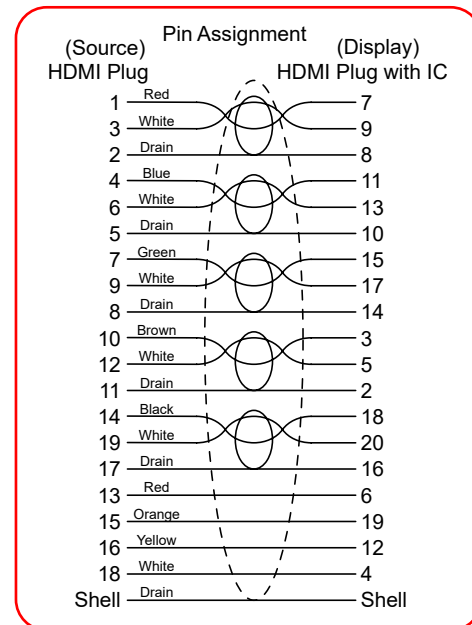 Pin Assignment
(Source) (Display)
HDMI Plug HDMI Plug with IC
1 Red 7
3 White 9
2 Drain 8
4 Blue 11
6 White 13
5 Drain 10
7 Green 15
9 White 17
8 Drain 14
10 Brown 3
12 White 5
11 Drain 2
14 Black 18
19 White 20
17 Drain 16
13 Red 6
15 Orange 19
16 Yellow 12
18 White 4
Shell Drain Shell